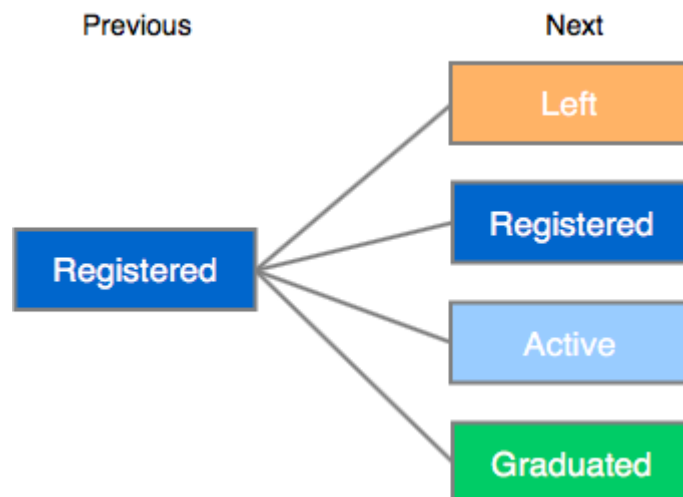 Previous
Next
Left
Registered
Registered
Active
Graduated